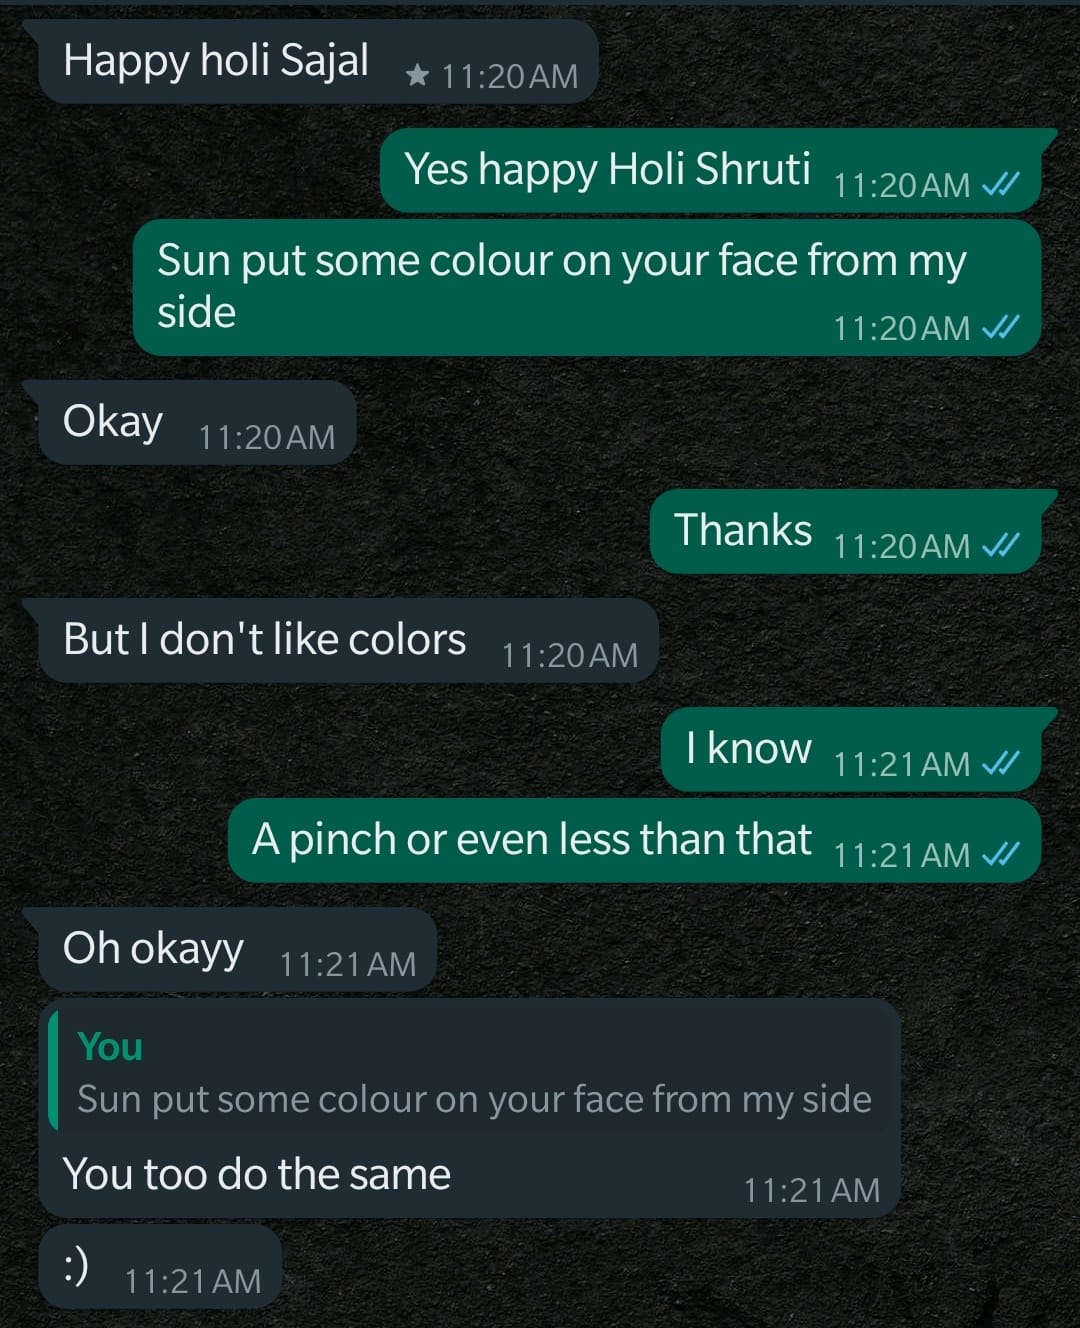 Happy holi Sajal ★ 11:20 AM
Yes happy Holi Shruti 11:20 AM
Sun put some colour on your face from my
side 11:20 AM
Okay 11:20 AM
Thanks 11:20 AM
But I don't like colors 11:20 AM
I know 11:21 AM
A pinch or even less than that 11:21 AM
Oh okayy 11:21 AM
You
Sun put some colour on your face from my side
You too do the same 11:21 AM
:) 11:21 AM